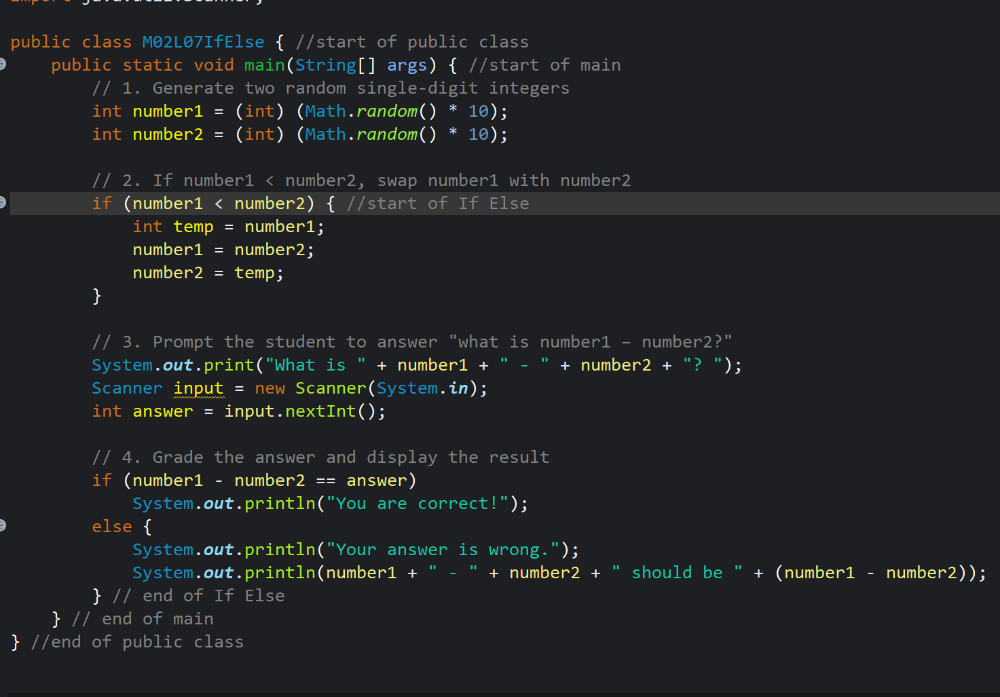 public class M02L07IfElse { //start of public class
public static void main(String[] args) { //start of main
// 1. Generate two random single-digit integers
int number1 = (int) (Math.random() * 10);
int number2 = (int) (Math.random() * 10);
// 2. If number1 < number2, swap number1 with number2
if (number1 < number2) { //start of If Else
int temp = number1;
number1 = number2;
number2 = temp;
}
// 3. Prompt the student to answer "what is number1 – number2?"
System.out.print("What is " + number1 + " - " + number2 + "? ");
Scanner input = new Scanner(System.in);
int answer = input.nextInt();
// 4. Grade the answer and display the result
if (number1 - number2 == answer)
System.out.println("You are correct!");
else {
System.out.println("Your answer is wrong.");
System.out.println(number1 + " - " + number2 + " should be " + (number1 - number2));
} // end of If Else
} // end of main
} //end of public class